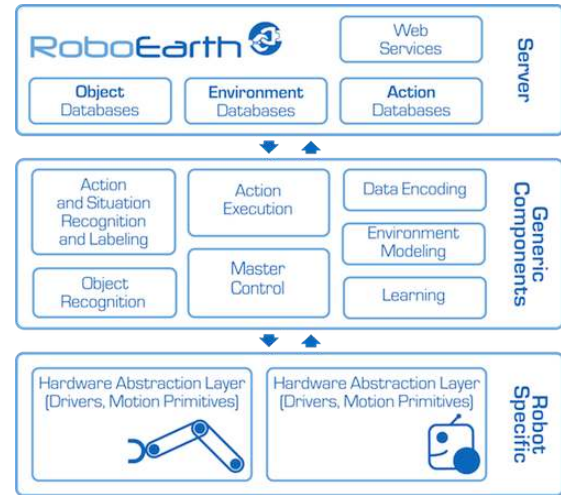 RoboEarth
Web
Services
Object
Databases
Environment
Databases
Action
Databases
Server
Action
and Situation
Recognition
and Labeling
Action
Execution
Data Encoding
Environment
Modeling
Object
Recognition
Master
Control
Learning
Generic
Components
Hardware Abstraction Layer
(Drivers, Motion Primitives)
Hardware Abstraction Layer
(Drivers, Motion Primitives)
Robot
Specific